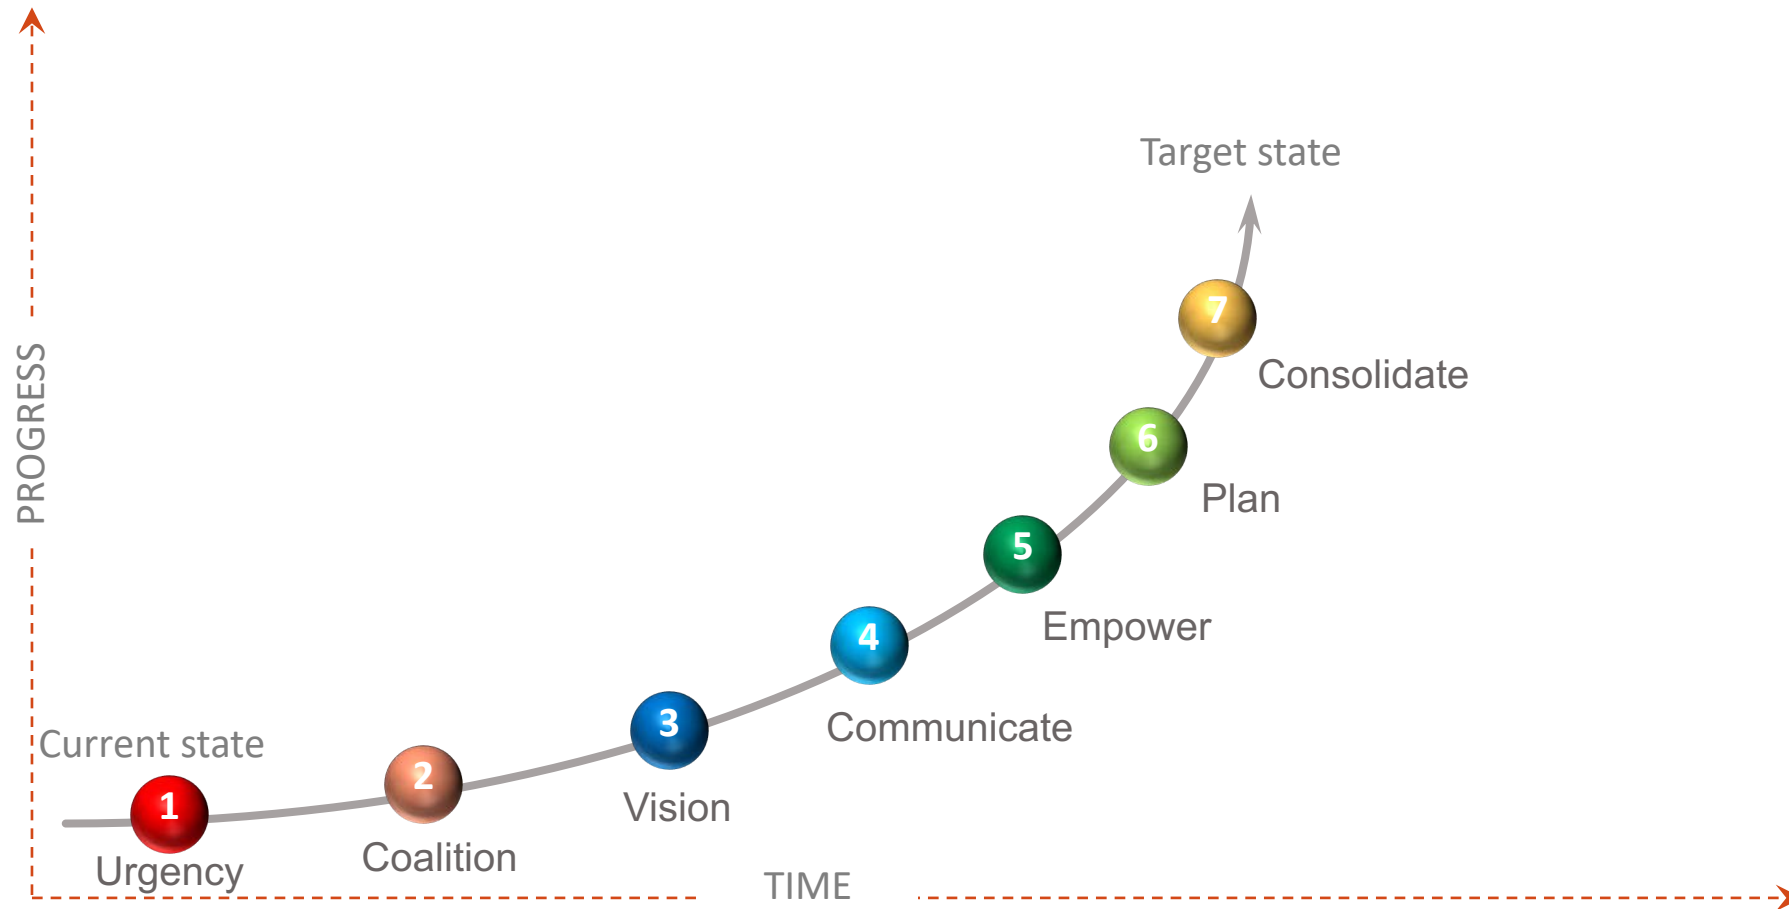 Target state
7
Consolidate
6
Plan
5
Empower
4
Communicate
3
Vision
Current state
2
Coalition
1
Urgency
PROGRESS
TIME